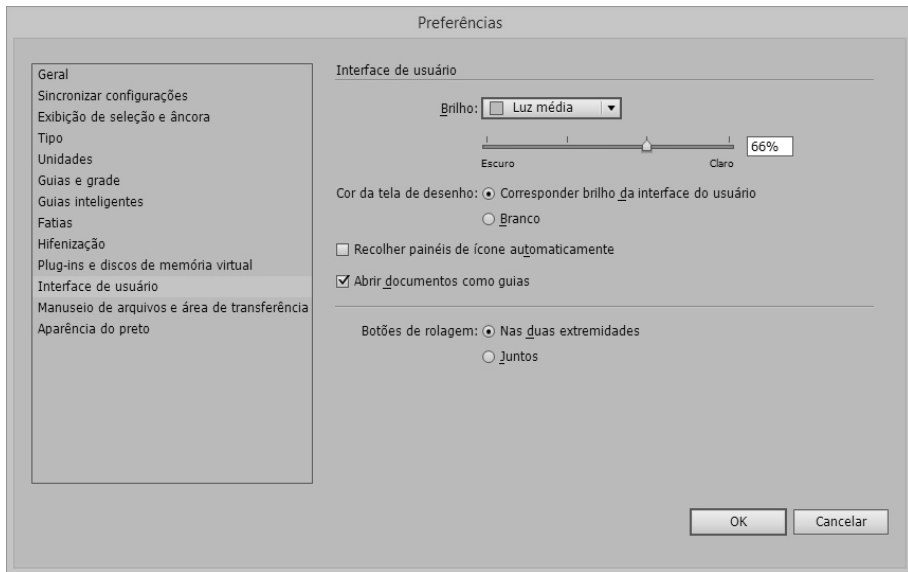 Preferências
Geral
Sincronizar configurações
Exibição de seleção e âncora
Tipo
Unidades
Guias e grade
Guias inteligentes
Fatias
Hifenização
Plug-ins e discos de memória virtual
Interface de usuário
Manuseio de arquivos e área de transferência
Aparência do preto
Interface de usuário
Brilho: Luz média
66%
Escuro Claro
Cor da tela de desenho: Corresponder brilho da interface do usuário
Branco
Recolher painéis de ícone automaticamente
Abrir documentos como guias
Botões de rolagem: Nas duas extremidades
Juntos
OK Cancelar